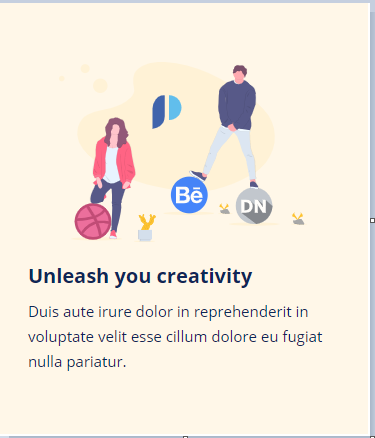 Bē
DN
Unleash you creativity
Duis aute irure dolor in reprehenderit in
voluptate velit esse cillum dolore eu fugiat
nulla pariatur.